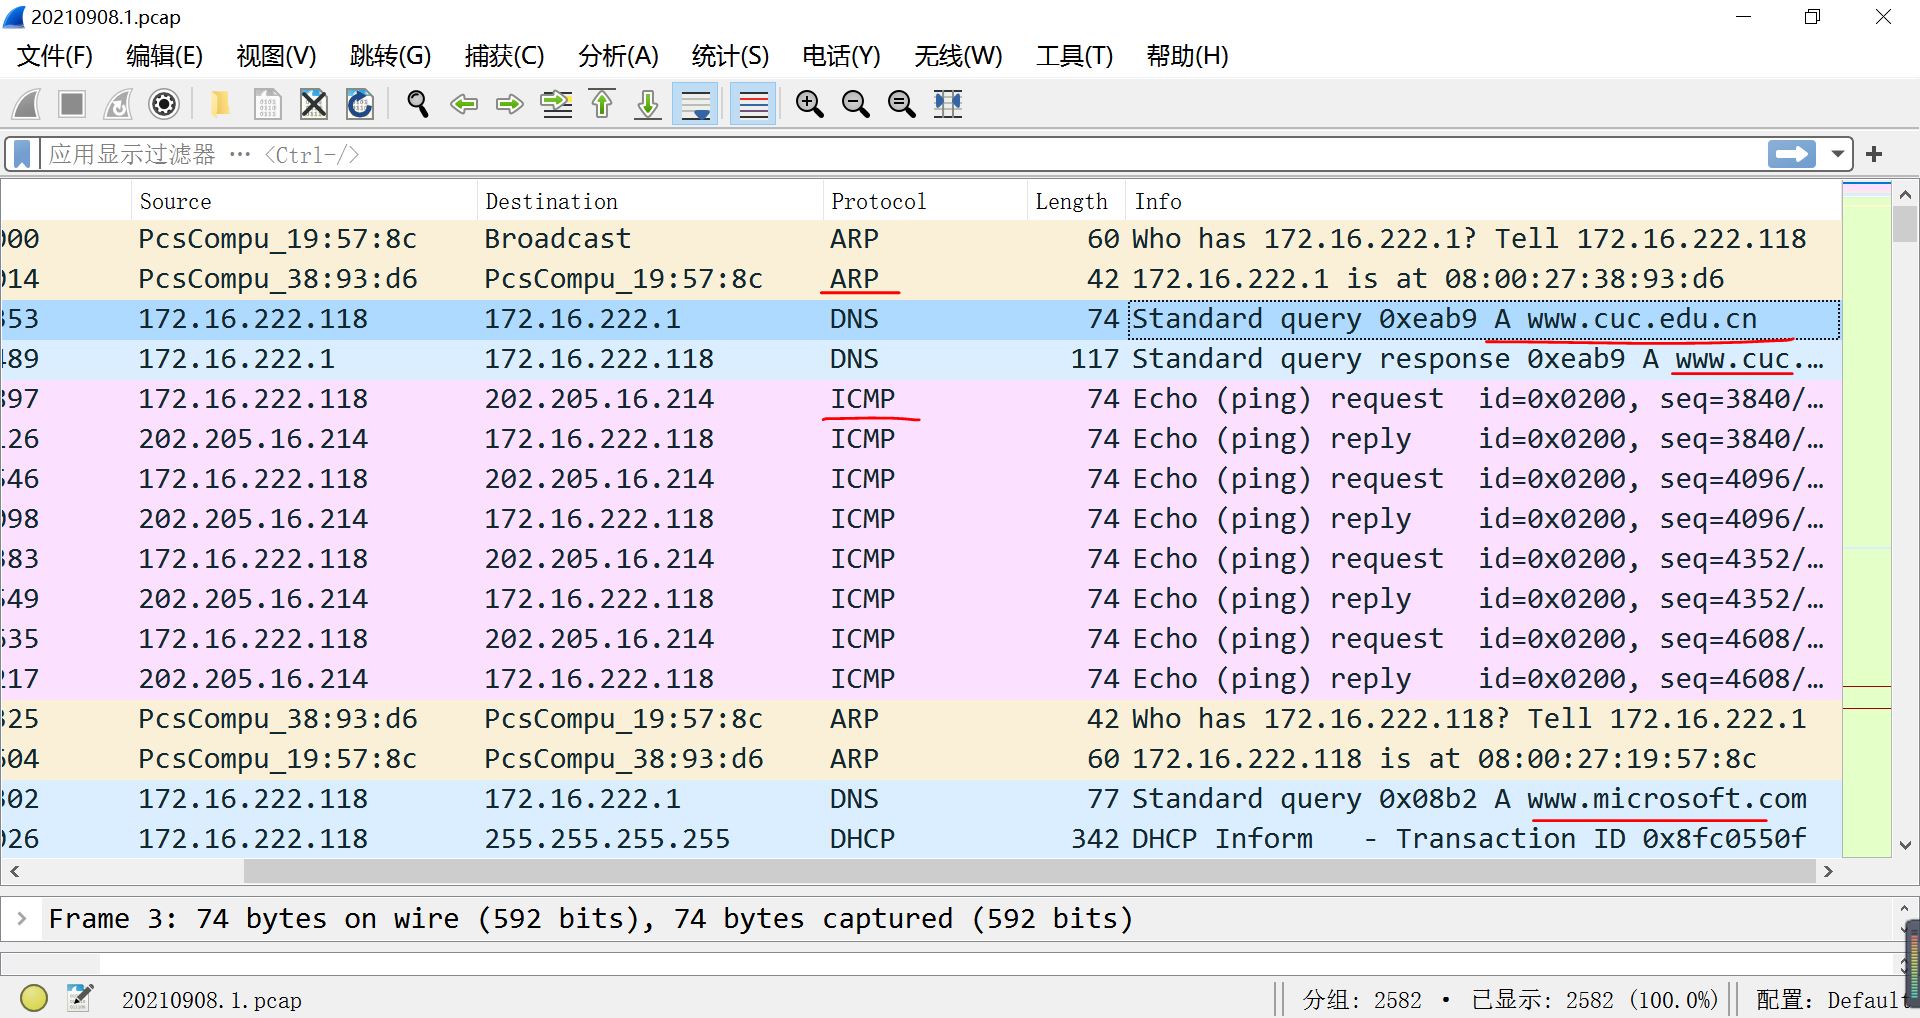 20210908.1.pcap
文件(F) 编辑(E) 视图(V) 跳转(G) 捕获(C) 分析(A) 统计(S) 电话(Y) 无线(W) 工具(T) 帮助(H)
应用显示过滤器 … <Ctrl-/>
Source Destination Protocol Length Info
000 PcsCompu_19:57:8c Broadcast ARP 60 Who has 172.16.222.1? Tell 172.16.222.118
014 PcsCompu_38:93:d6 PcsCompu_19:57:8c ARP 42 172.16.222.1 is at 08:00:27:38:93:d6
53 172.16.222.118 172.16.222.1 DNS 74 Standard query 0xeab9 A www.cuc.edu.cn
489 172.16.222.1 172.16.222.118 DNS 117 Standard query response 0xeab9 A www.cuc.…
97 172.16.222.118 202.205.16.214 ICMP 74 Echo (ping) request id=0x0200, seq=3840/…
126 202.205.16.214 172.16.222.118 ICMP 74 Echo (ping) reply id=0x0200, seq=3840/…
46 172.16.222.118 202.205.16.214 ICMP 74 Echo (ping) request id=0x0200, seq=4096/…
098 202.205.16.214 172.16.222.118 ICMP 74 Echo (ping) reply id=0x0200, seq=4096/…
83 172.16.222.118 202.205.16.214 ICMP 74 Echo (ping) request id=0x0200, seq=4352/…
49 202.205.16.214 172.16.222.118 ICMP 74 Echo (ping) reply id=0x0200, seq=4352/…
35 172.16.222.118 202.205.16.214 ICMP 74 Echo (ping) request id=0x0200, seq=4608/…
217 202.205.16.214 172.16.222.118 ICMP 74 Echo (ping) reply id=0x0200, seq=4608/…
25 PcsCompu_38:93:d6 PcsCompu_19:57:8c ARP 42 Who has 172.16.222.118? Tell 172.16.222.1
04 PcsCompu_19:57:8c PcsCompu_38:93:d6 ARP 60 172.16.222.118 is at 08:00:27:19:57:8c
02 172.16.222.118 172.16.222.1 DNS 77 Standard query 0x08b2 A www.microsoft.com
026 172.16.222.118 255.255.255.255 DHCP 342 DHCP Inform - Transaction ID 0x8fc0550f
Frame 3: 74 bytes on wire (592 bits), 74 bytes captured (592 bits)
20210908.1.pcap 分组: 2582 · 已显示: 2582 (100.0%) 配置: Default